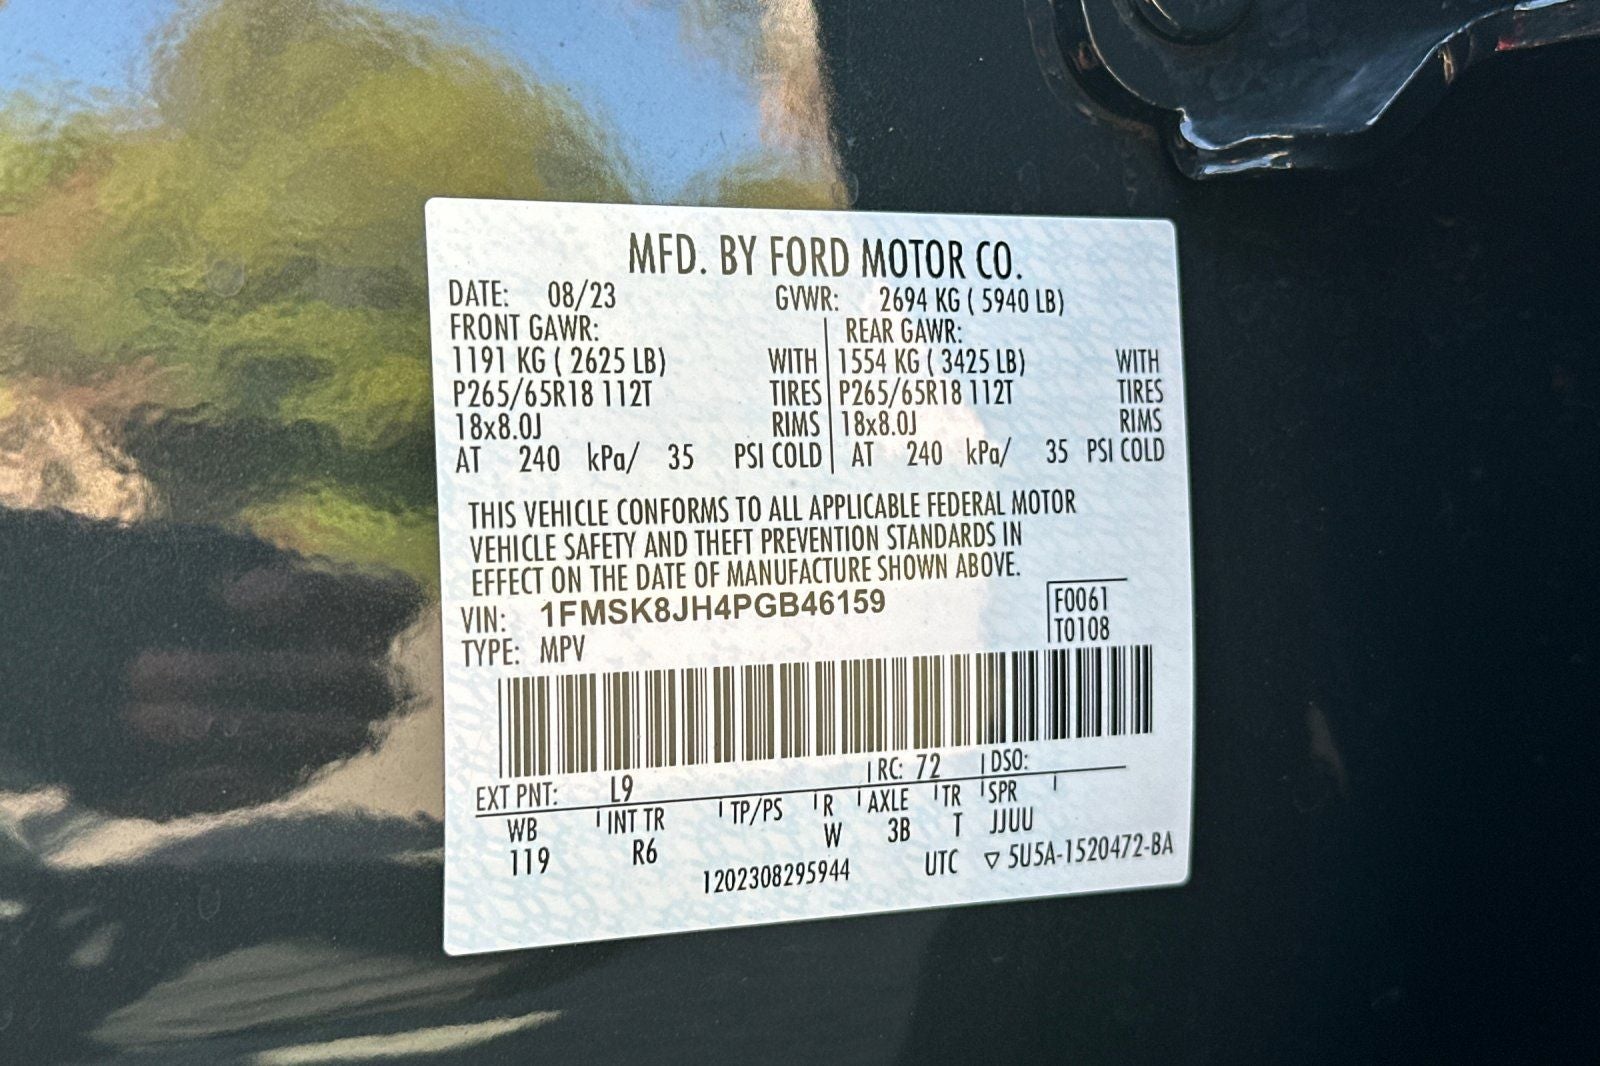 MFD. BY FORD MOTOR CO.
DATE: 08/23 GVWR: 2694 KG ( 5940 LB)
FRONT GAWR: REAR GAWR:
1191 KG ( 2625 LB) WITH 1554 KG ( 3425 LB) WITH
P265/65R18 112T TIRES P265/65R18 112T TIRES
18x8.0J RIMS 18x8.0J RIMS
AT 240 kPa/ 35 PSI COLD AT 240 kPa/ 35 PSI COLD
THIS VEHICLE CONFORMS TO ALL APPLICABLE FEDERAL MOTOR
VEHICLE SAFETY AND THEFT PREVENTION STANDARDS IN
EFFECT ON THE DATE OF MANUFACTURE SHOWN ABOVE.
VIN: 1FMSK8JH4PGB46159 F0061
TYPE: MPV T0108
EXT PNT: L9 RC: 72 DSO:
WB INT TR TP/PS R AXLE TR SPR
119 R6 W 3B T JJUU
1202308295944 UTC ▽ 5U5A-1520472-BA